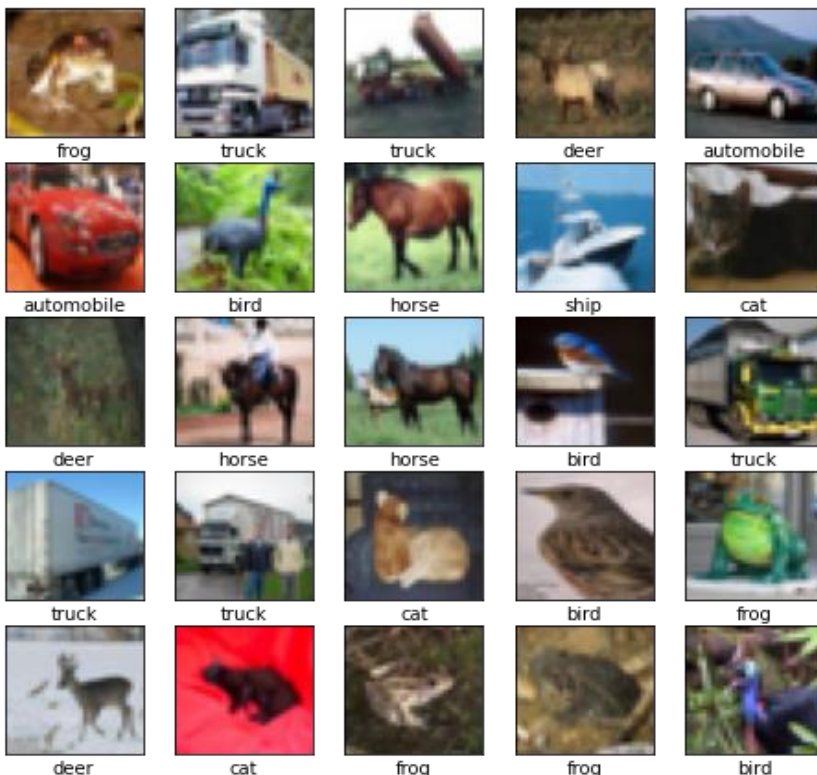 frog truck truck deer automobile
automobile bird horse ship cat
deer horse horse bird truck
truck truck cat bird frog
deer cat frog frog bird